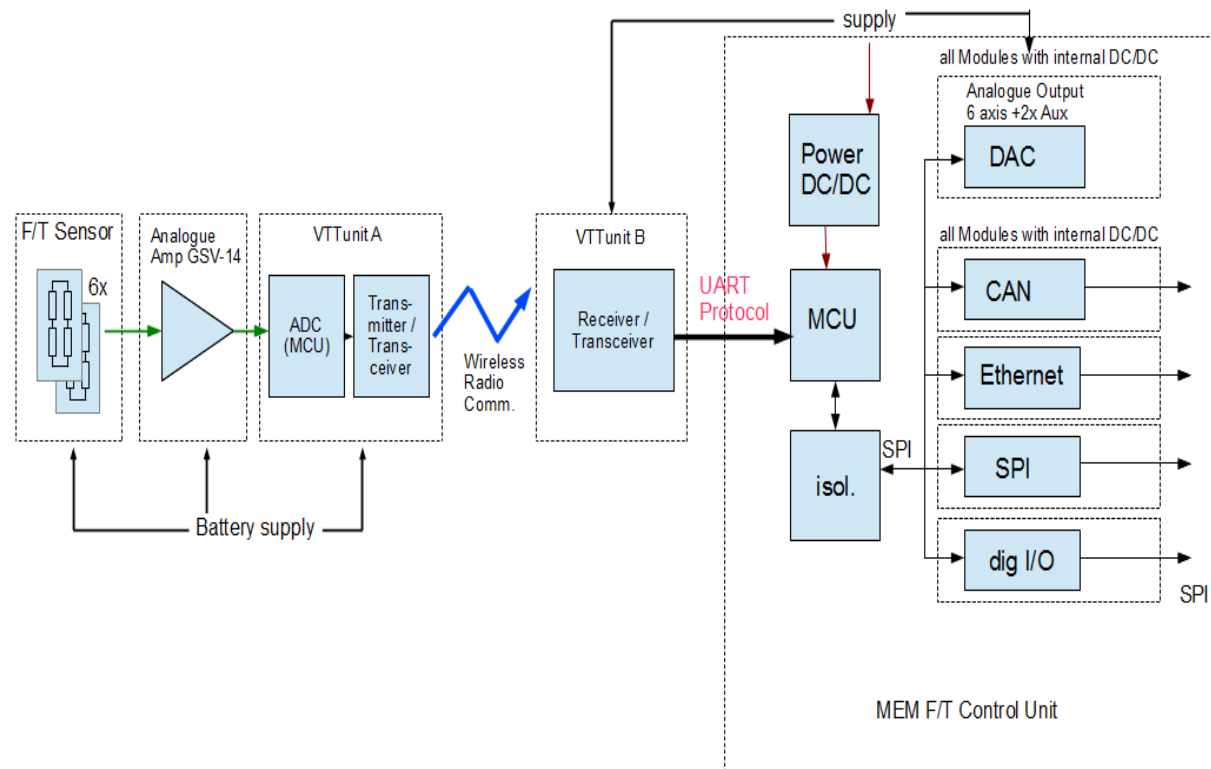 supply
all Modules with internal DC/DC
Analogue Output
6 axis +2x Aux
DAC
Power
DC/DC
F/T Sensor
6x
Analogue
Amp GSV-14
VTTunit A
ADC
(MCU)
Trans-
mitter /
Trans-
ceiver
Wireless
Radio
Comm.
VTTunit B
Receiver /
Transceiver
UART
Protocol
MCU
isol.
SPI
all Modules with internal DC/DC
CAN
Ethernet
SPI
dig I/O
SPI
Battery supply
MEM F/T Control Unit